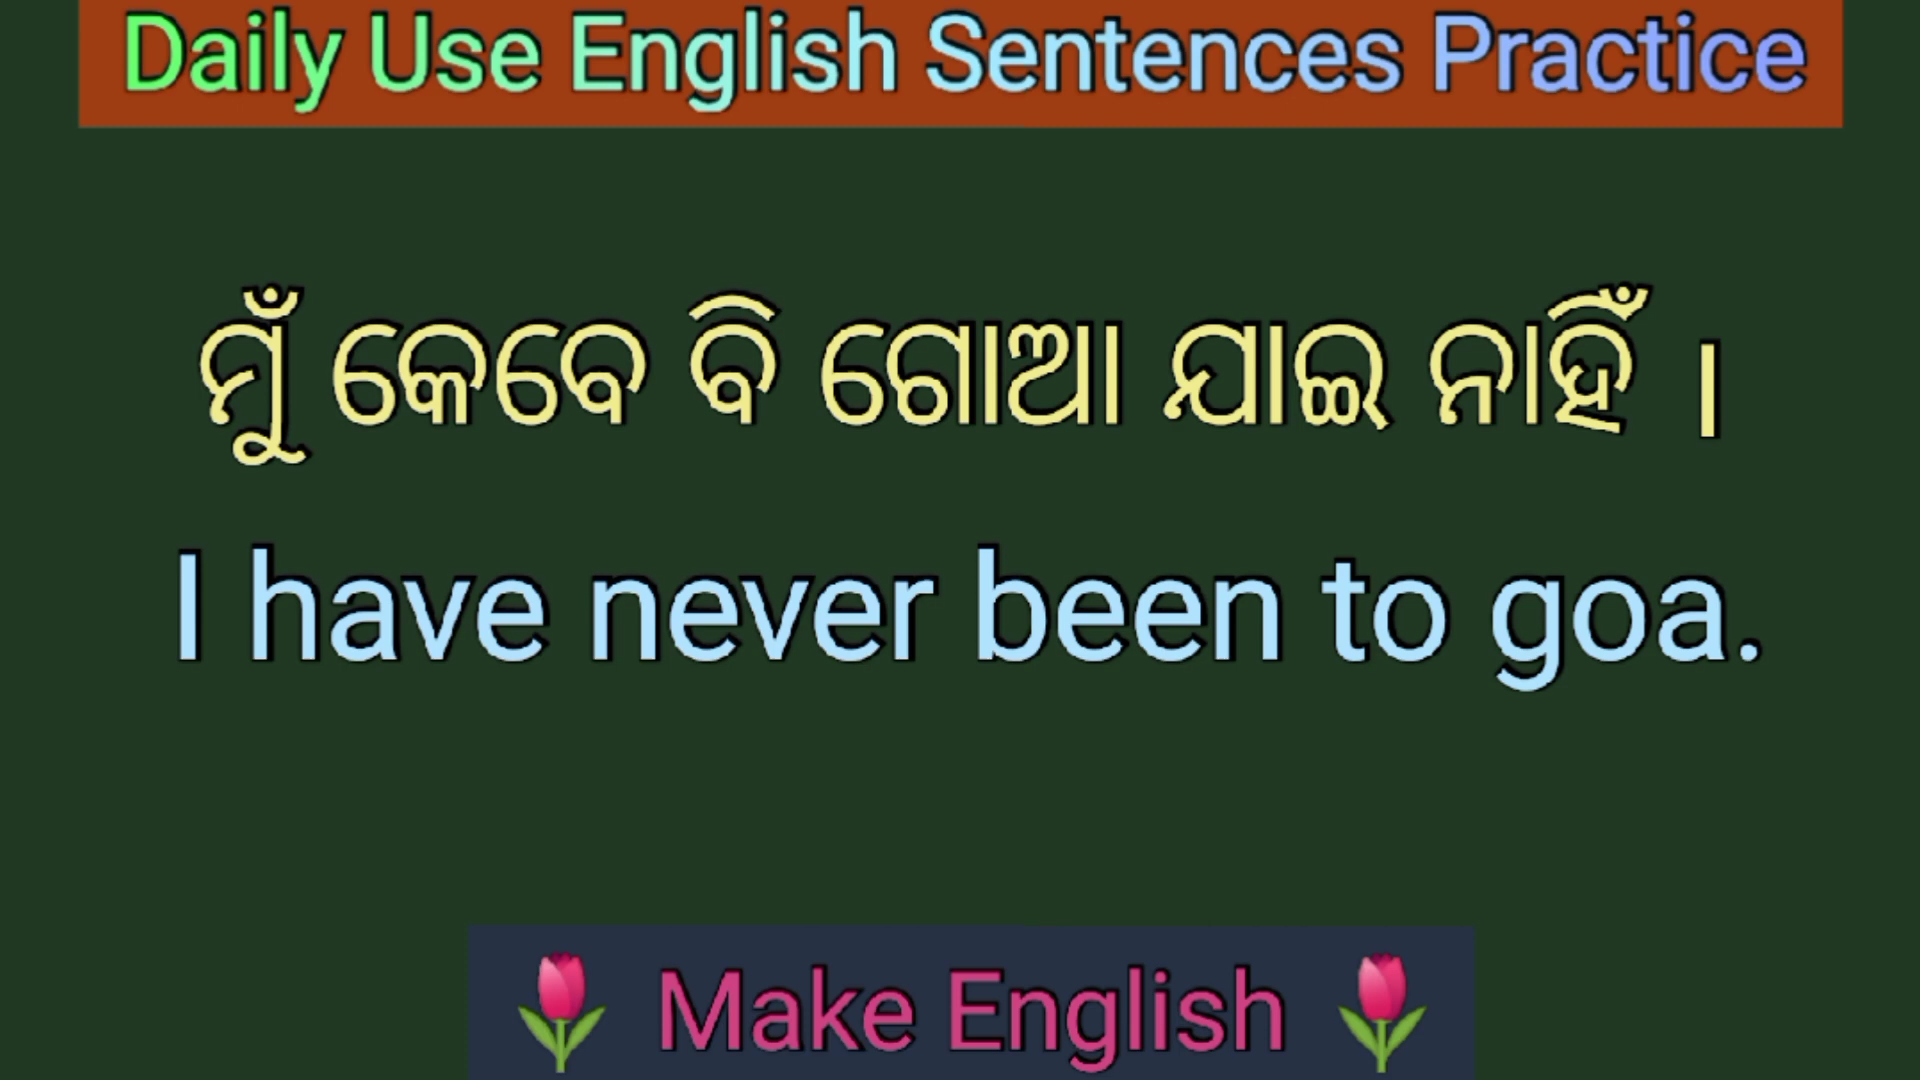 Daily Use English Sentences Practice
ମୁଁ କେବେ ବି ଗୋଆ ଯାଇ ନାହିଁ ।
I have never been to goa.
🌷 Make English 🌷